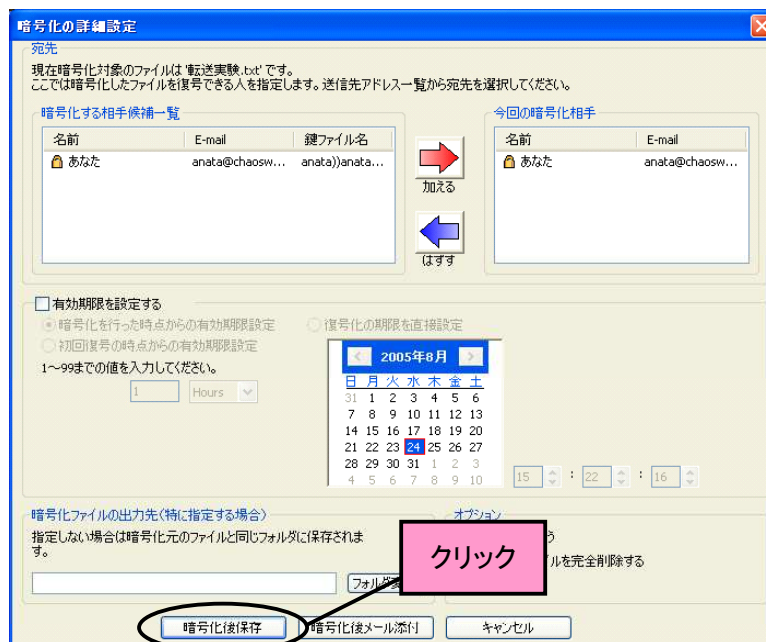 暗号化の詳細設定
宛先
現在暗号化対象のファイルは'転送実験.txt'です。
ここでは暗号化したファイルを復号できる人を指定します。送信先アドレス一覧から宛先を選択してください。
暗号化する相手候補一覧
名前 E-mail 鍵ファイル名
あなた anata@chaosw... anata))anata...
加える
はずす
今回の暗号化相手
名前 E-mail
あなた anata@chaosw...
有効期限を設定する
暗号化を行った時点からの有効期限設定
復号化の期限を直接設定
初回復号の時点からの有効期限設定
1～99までの値を入力してください。
1 Hours
2005年8月
日 月 火 水 木 金 土
31 1 2 3 4 5 6
7 8 9 10 11 12 13
14 15 16 17 18 19 20
21 22 23 24 25 26 27
28 29 30 31 1 2 3
4 5 6 7 8 9 10
15 : 22 : 16
暗号化ファイルの出力先(特に指定する場合)
指定しない場合は暗号化元のファイルと同じフォルダに保存されま
す。
フォルダ
オプション
う
ルを完全削除する
クリック
暗号化後保存
暗号化後メール添付
キャンセル